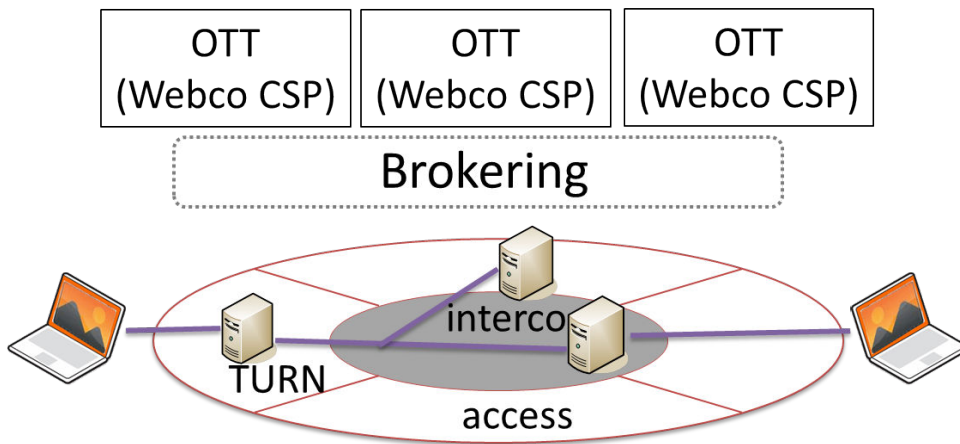 OTT
(Webco CSP)
OTT
(Webco CSP)
OTT
(Webco CSP)
Brokering
interco
TURN
access